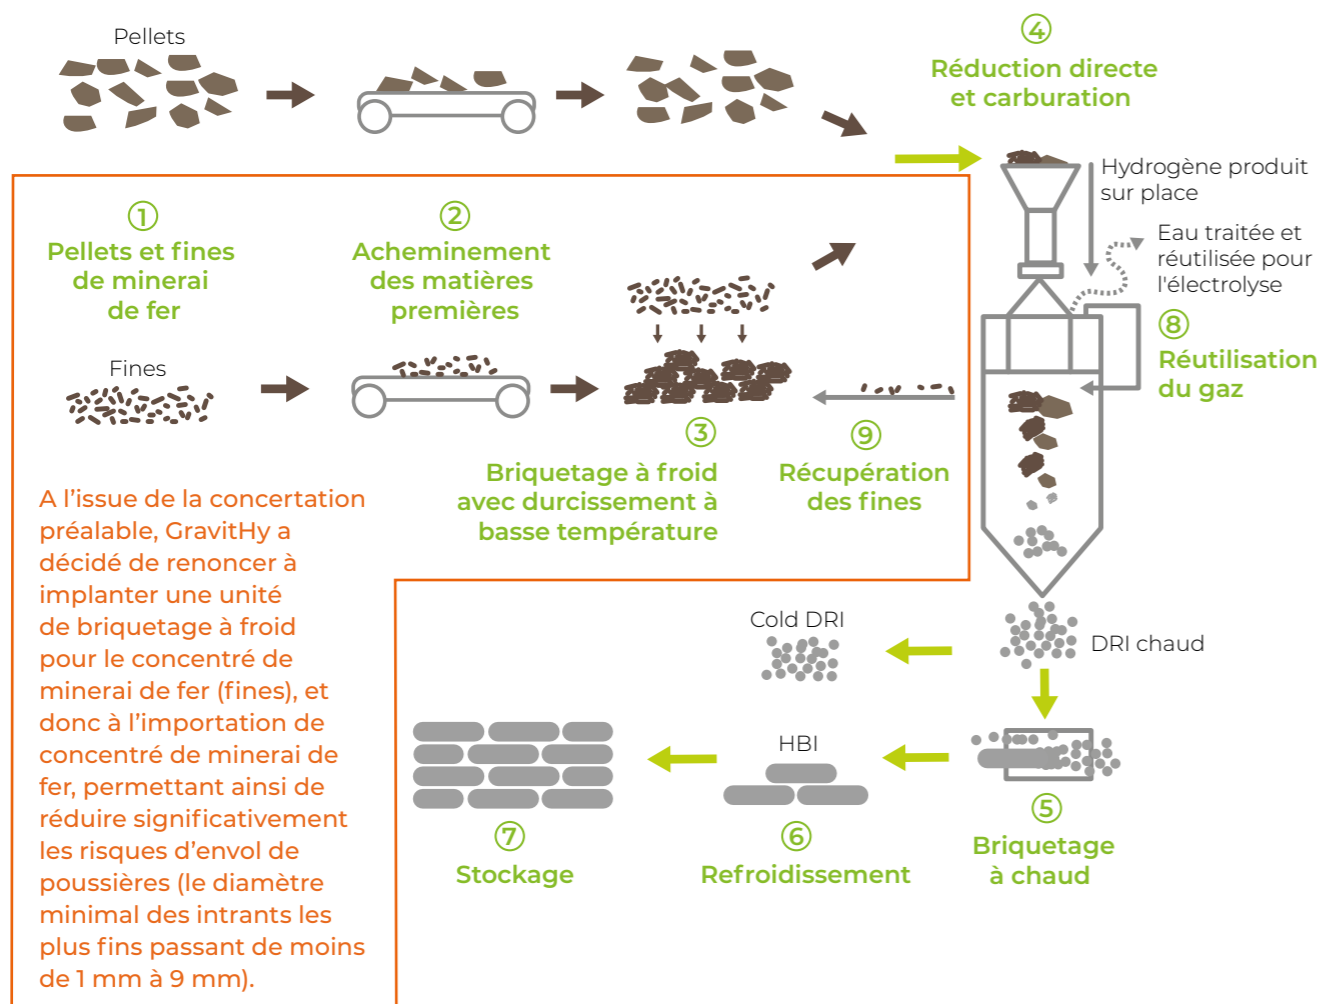 Pellets
④
Réduction directe
et carburation
Hydrogène produit
sur place
Eau traitée et
réutilisée pour
l'électrolyse
①
Pellets et fines
de minerai
de fer
②
Acheminement
des matières
premières
⑧
Réutilisation
du gaz
Fines
③
Briquetage à froid
avec durcissement à
basse température
⑨
Récupération
des fines
A l’issue de la concertation
préalable, GravitHy a
décidé de renoncer à
implanter une unité
de briquetage à froid
pour le concentré de
minerai de fer (fines), et
donc à l’importation de
concentré de minerai de
fer, permettant ainsi de
réduire significativement
les risques d’envol de
poussières (le diamètre
minimal des intrants les
plus fins passant de moins
de 1 mm à 9 mm).
Cold DRI
DRI chaud
HBI
⑤
Briquetage
à chaud
⑥
Refroidissement
⑦
Stockage